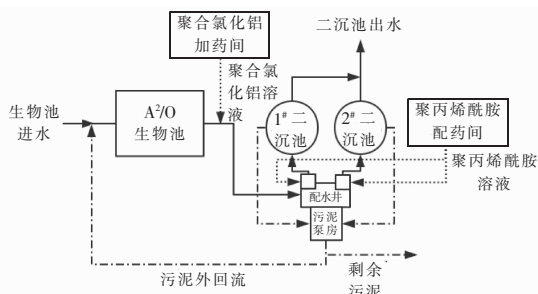 聚合氯化铝
加药间
二沉池出水
聚合氯
化铝溶
液
生物池
进水
A²/O
生物池
1# 二
沉池
2# 二
沉池
聚丙烯酰胺
配药间
聚丙烯酰胺
溶液
配水井
污泥
泵房
污泥外回流
剩余
污泥